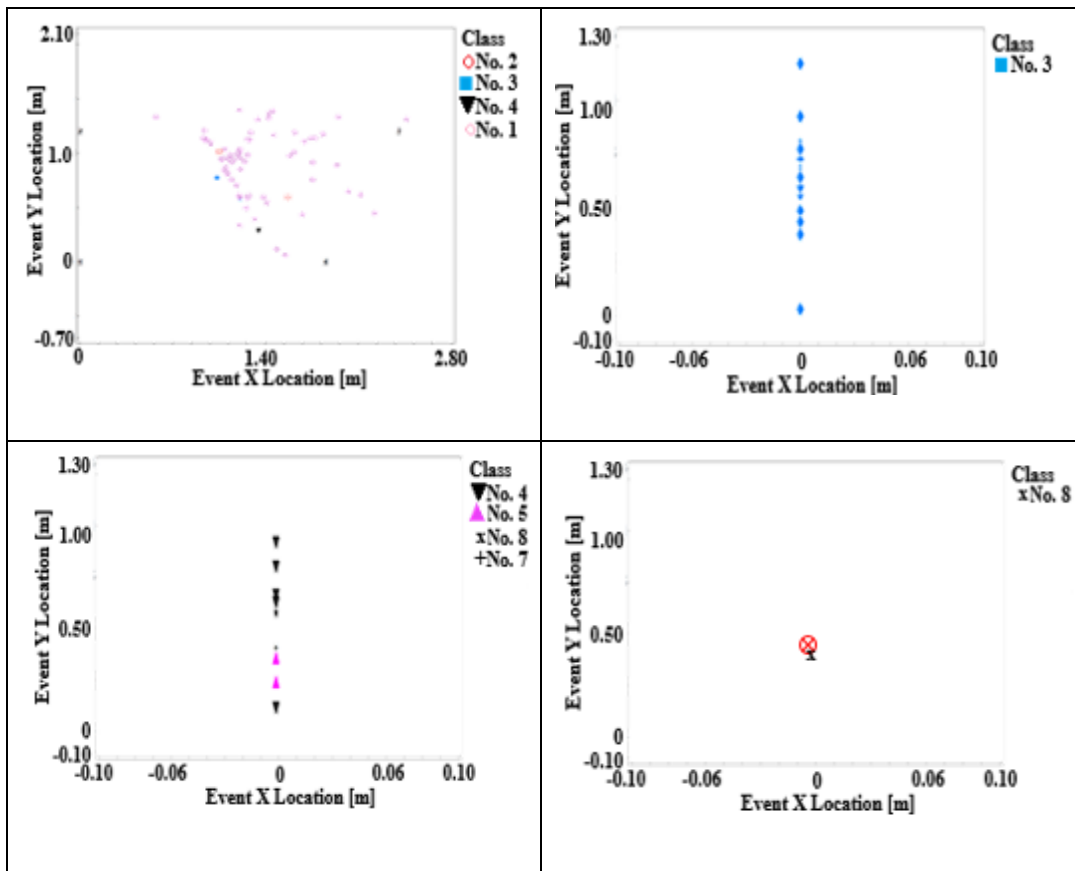 2.10
1.0
0
-0.70
Event Y Location [m]
0
1.40
2.80
Event X Location [m]
Class
No. 2
No. 3
No. 4
No. 1
1.30
1.00
0.50
0
-0.10
Event Y Location [m]
-0.10
-0.06
0
0.06
0.10
Event X Location [m]
Class
No. 3
1.30
1.00
0.50
0
-0.10
Event Y Location [m]
-0.10
-0.06
0
0.06
0.10
Event X Location [m]
Class
No. 4
No. 5
xNo. 8
+No. 7
1.30
1.00
0.50
0
-0.10
Event Y Location [m]
-0.10
-0.06
0
0.06
0.10
Event X Location [m]
Class
xNo. 8